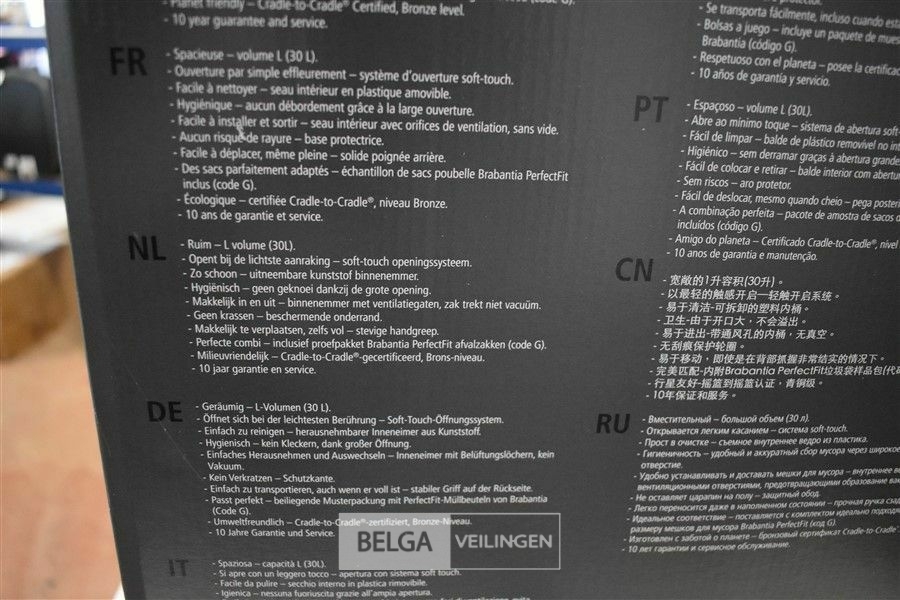 - Planet friendly – Cradle-to-Cradle® Certified, Bronze level.
- 10 year guarantee and service.
FR
- Spacieuse – volume L (30 L).
- Ouverture par simple effleurement – système d'ouverture soft-touch.
- Facile à nettoyer – seau intérieur en plastique amovible.
- Hygiénique – aucun débordement grâce à la large ouverture.
- Facile à installer et sortir – seau intérieur avec orifices de ventilation, sans vide.
- Aucun risque de rayure – base protectrice.
- Facile à déplacer, même pleine – solide poignée arrière.
- Des sacs parfaitement adaptés – échantillon de sacs poubelle Brabantia PerfectFit
inclus (code G).
- Écologique – certifiée Cradle-to-Cradle®, niveau Bronze.
- 10 ans de garantie et service.
NL
- Ruim – L volume (30L).
- Opent bij de lichtste aanraking – soft-touch openingssysteem.
- Zo schoon – uitneembare kunststof binnenemmer.
- Hygiënisch – geen geknoei dankzij de grote opening.
- Makkelijk in en uit – binnenemmer met ventilatiegaten, zak trekt niet vacuüm.
- Geen krassen – beschermende onderrand.
- Makkelijk te verplaatsen, zelfs vol – stevige handgreep.
- Perfecte combi – inclusief proefpakket Brabantia PerfectFit afvalzakken (code G).
- Milieuvriendelijk – Cradle-to-Cradle®-gecertificeerd, Brons-niveau.
- 10 jaar garantie en service.
DE
- Geräumig – L-Volumen (30 L).
- Öffnet sich bei der leichtesten Berührung – Soft-Touch-Öffnungssystem.
- Einfach zu reinigen – herausnehmbarer Inneneimer aus Kunststoff.
- Hygienisch – kein Kleckern, dank großer Öffnung.
- Einfaches Herausnehmen und Auswechseln – Inneneimer mit Belüftungslöchern, kein
Vakuum.
- Kein Verkratzen – Schutzkante.
- Einfach zu transportieren, auch wenn er voll ist – stabiler Griff auf der Rückseite.
- Passt perfekt – beiliegende Musterpackung mit PerfectFit-Müllbeuteln von Brabantia
(Code G).
- Umweltfreundlich – Cradle-to-Cradle®-zertifiziert, Bronze-Niveau.
- 10 Jahre Garantie und Service.
IT
- Spaziosa – capacità L (30L).
- Si apre con un leggero tocco – apertura con sistema soft touch.
- Facile da pulire – secchio interno in plastica rimovibile.
- Igienica – nessuna fuoriuscita grazie all'ampia apertura.
- Se transporta fácilmente, incluso cuando está
- Bolsas a juego – incluye un paquete de
Brabantia (código G).
- Respetuoso con el planeta – posee la
- 10 años de garantía y servicio.
PT
- Espaçoso – volume L (30L).
- Abre ao mínimo toque – sistema de abertura soft-
- Fácil de limpar – balde de plástico removível no
- Higiénico – sem derramar graças à abertura grande
- Fácil de colocar e retirar – balde interior com
- Sem riscos – aro protetor.
- Fácil de deslocar, mesmo quando cheio – pega
- A combinação perfeita – pacote de amostra de sacos
incluídos (código G).
- Amigo do planeta – Certificado Cradle-to-Cradle®, nível
- 10 anos de garantia e manutenção.
CN
- 宽敞的1升容积(30升)。
- 以最轻的触感开启—轻触开启系统。
- 易于清洁-可拆卸的塑料内桶。
- 卫生-由于开口大，不会溢出。
- 易于进出-带通风孔的内桶，无真空。
- 无刮痕保护轮圈。
- 易于移动，即使是在背部抓握非常结实的情况下。
- 完美匹配-内附Brabantia PerfectFit垃圾袋样品包
- 行星友好-摇篮到摇篮认证，青铜级。
- 10年保证和服务。
RU
- Вместительный – большой объем (30 л).
- Открывается легким касанием – система soft-touch.
- Прост в очистке – съемное внутреннее ведро из пластика.
- Гигиеничность – удобный и аккуратный сбор мусора через широкое
отверстие.
- Удобно устанавливать и доставать мешки для мусора – внутреннее
вентиляционными отверстиями, предотвращающими образование
- Не оставляет царапин на полу – защитный обод.
- Легко переносится даже в наполненном состоянии – прочная ручка
- Идеальное соответствие – поставляется с комплектом идеально
размеру мешков для мусора Brabantia PerfectFit (код G).
- Изготовлен с заботой о планете – бронзовый сертификат Cradle-to-Cradle
- 10 лет гарантии и сервисное обслуживание.
BELGA VEILINGEN